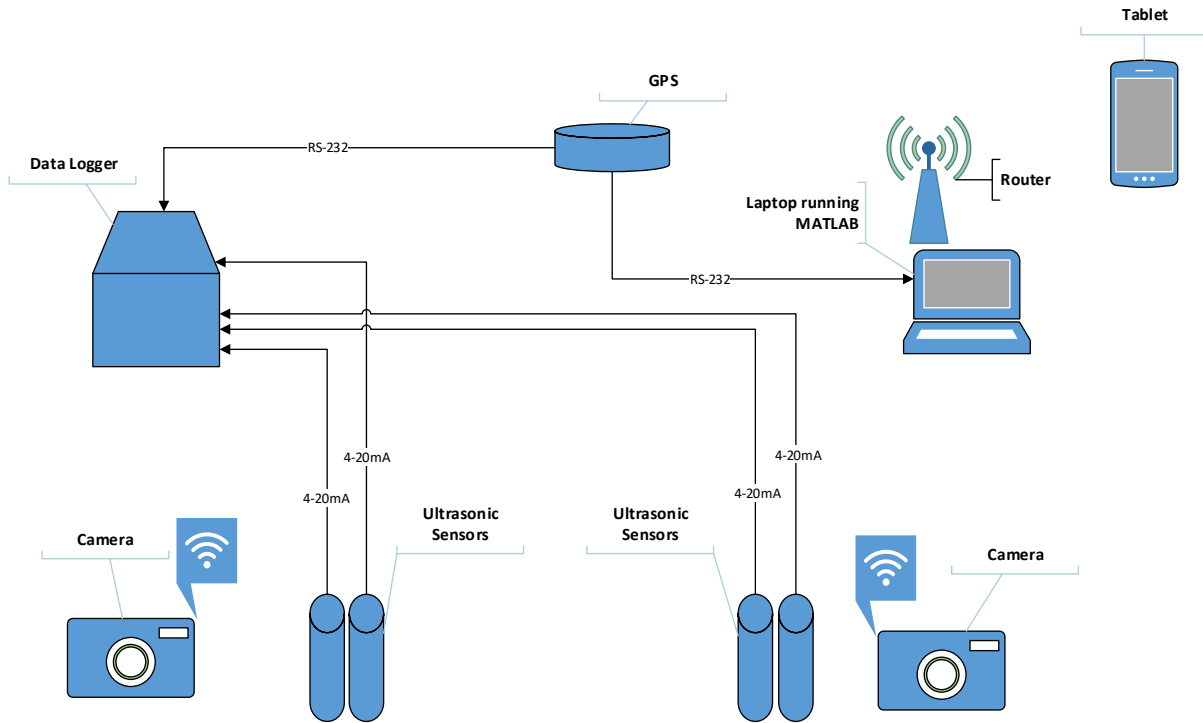 Tablet
GPS
RS-232
Data Logger
Router
Laptop running
MATLAB
RS-232
4-20mA
4-20mA
4-20mA
4-20mA
Ultrasonic
Sensors
Ultrasonic
Sensors
Camera
Camera